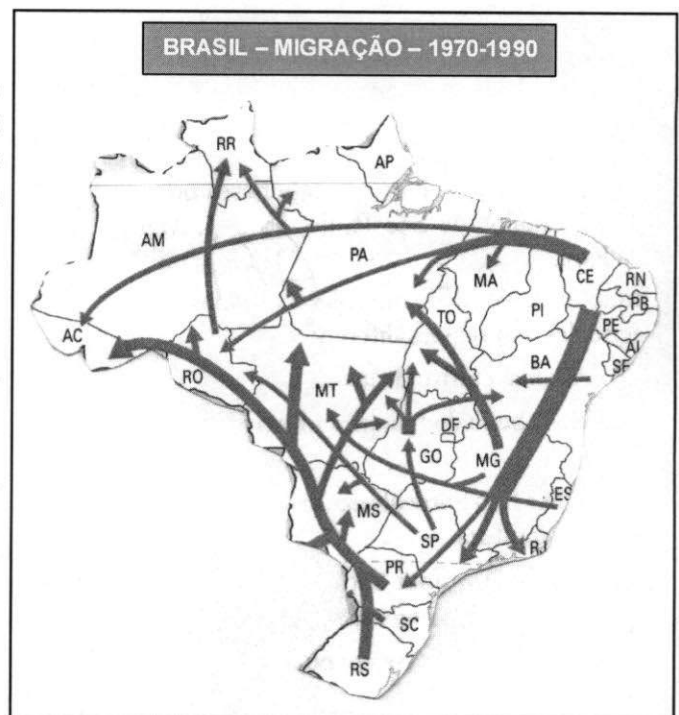 BRASIL – MIGRAÇÃO – 1970-1990
RR
AP
AM
PA
MA
CE
RN
PB
PI
PE
AL
SE
TO
AC
RO
BA
MT
DF
GO
MG
ES
MS
SP
RJ
PR
SC
RS